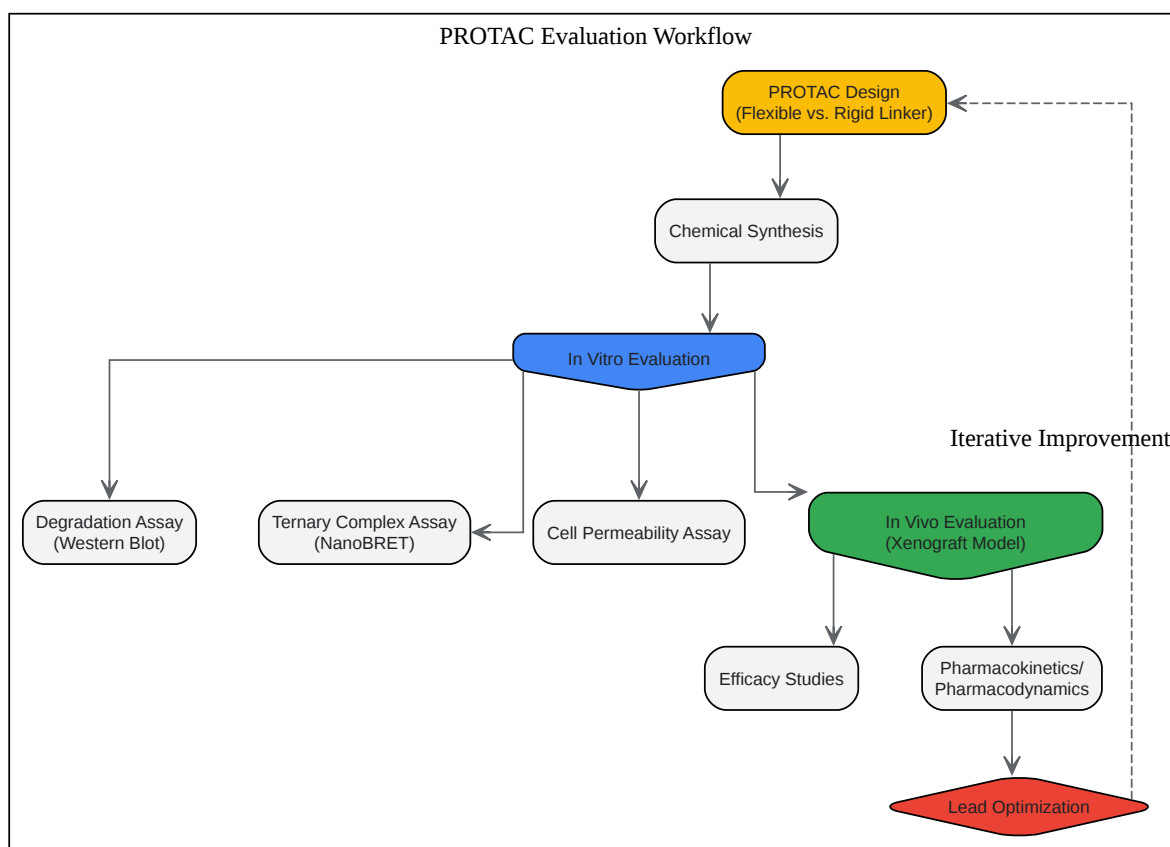 PROTAC Evaluation Workflow
PROTAC Design
(Flexible vs. Rigid Linker)
Chemical Synthesis
In Vitro Evaluation
Iterative Improvement
Degradation Assay
(Western Blot)
Ternary Complex Assay
(NanoBRET)
Cell Permeability Assay
In Vivo Evaluation
(Xenograft Model)
Efficacy Studies
Pharmacokinetics/
Pharmacodynamics
Lead Optimization